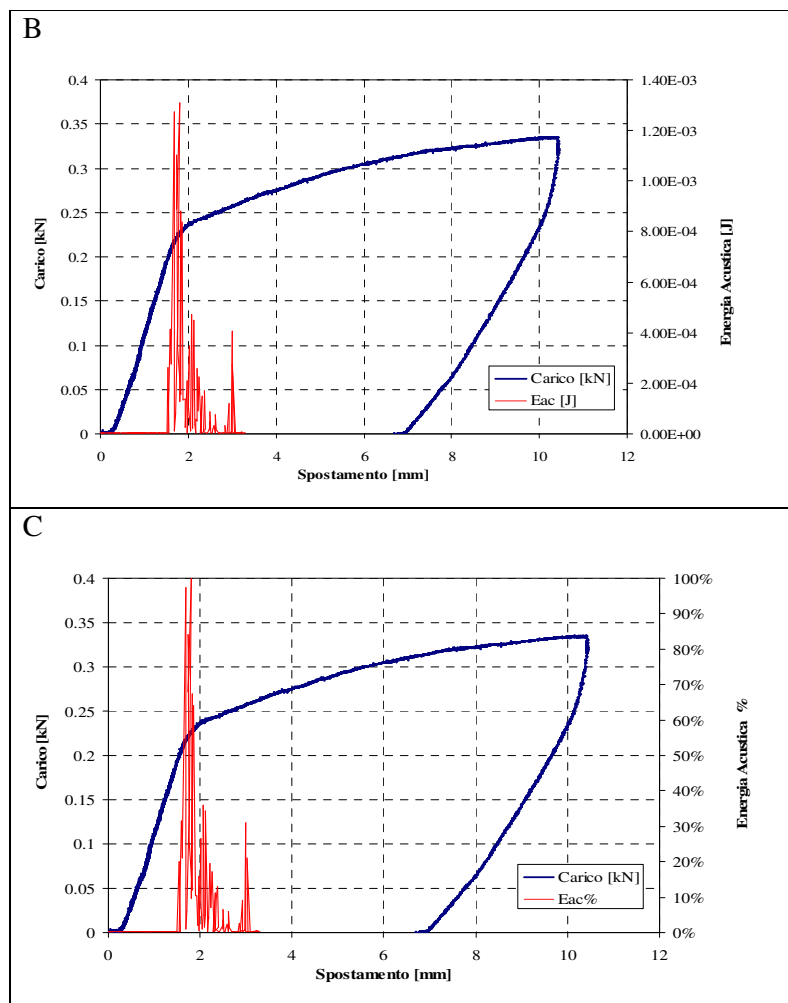 B
0.4
0.35
0.3
0.25
0.2
0.15
0.1
0.05
0
Carico [kN]
0 2 4 6 8 10 12
Spostamento [mm]
1.40E-03
1.20E-03
1.00E-03
8.00E-04
6.00E-04
4.00E-04
2.00E-04
0.00E+00
Energia Acustica [J]
Carico [kN]
Eac [J]
C
0.4
0.35
0.3
0.25
0.2
0.15
0.1
0.05
0
Carico [kN]
0 2 4 6 8 10 12
Spostamento [mm]
100%
90%
80%
70%
60%
50%
40%
30%
20%
10%
0%
Energia Acustica %
Carico [kN]
Eac%